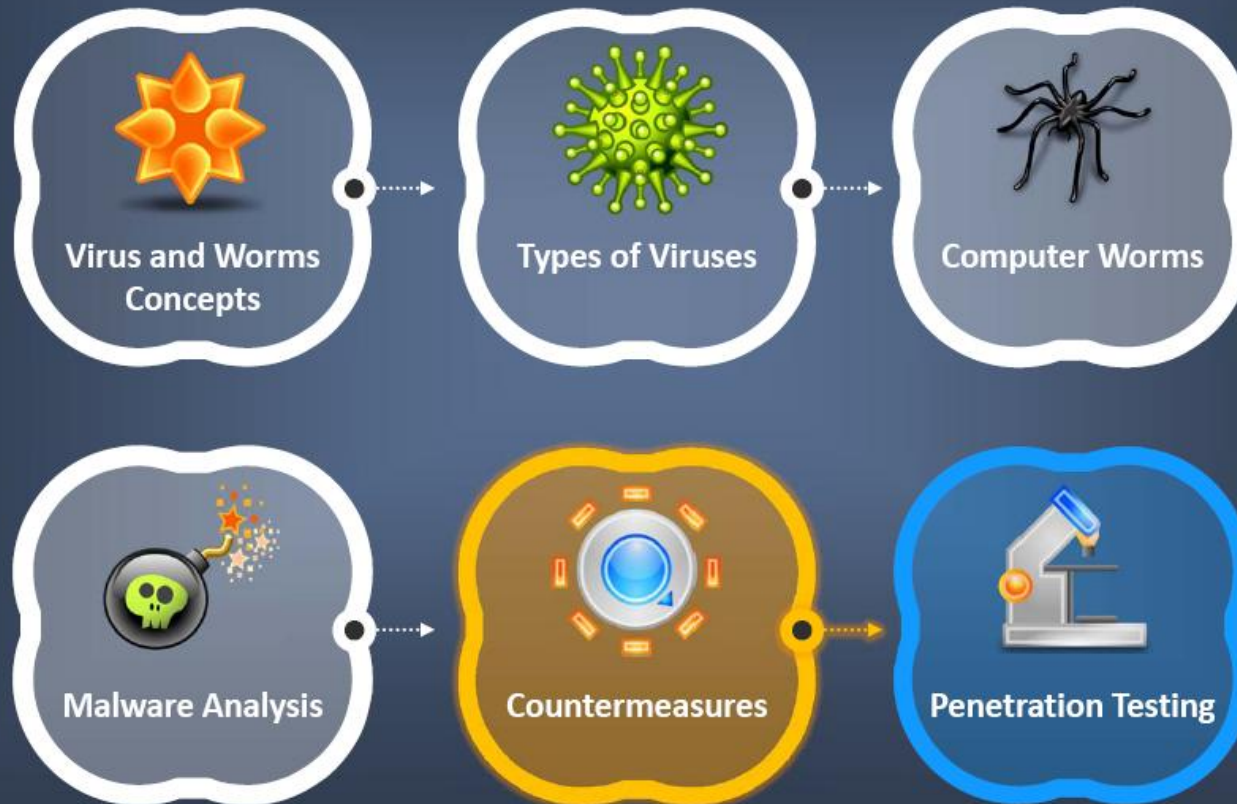 Virus and Worms
Concepts
Types of Viruses
Computer Worms
Malware Analysis
Countermeasures
Penetration Testing